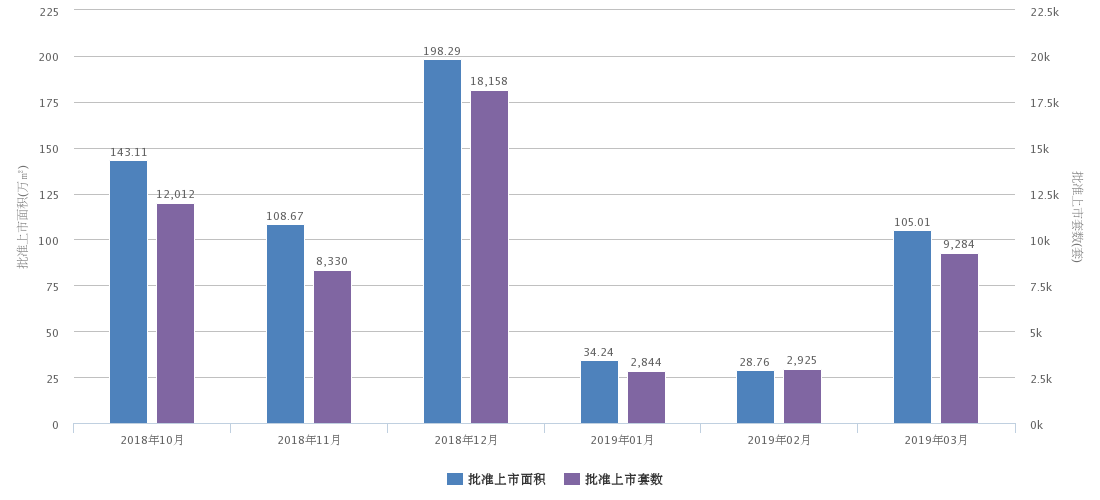 225
200
175
150
125
100
75
50
25
0
批准上市面积(万㎡)
22.5k
20k
17.5k
15k
12.5k
10k
7.5k
5k
2.5k
0k
批准上市套数(套)
143.11
12,012
108.67
8,330
198.29
18,158
34.24
2,844
28.76
2,925
105.01
9,284
2018年10月
2018年11月
2018年12月
2019年01月
2019年02月
2019年03月
批准上市面积 批准上市套数